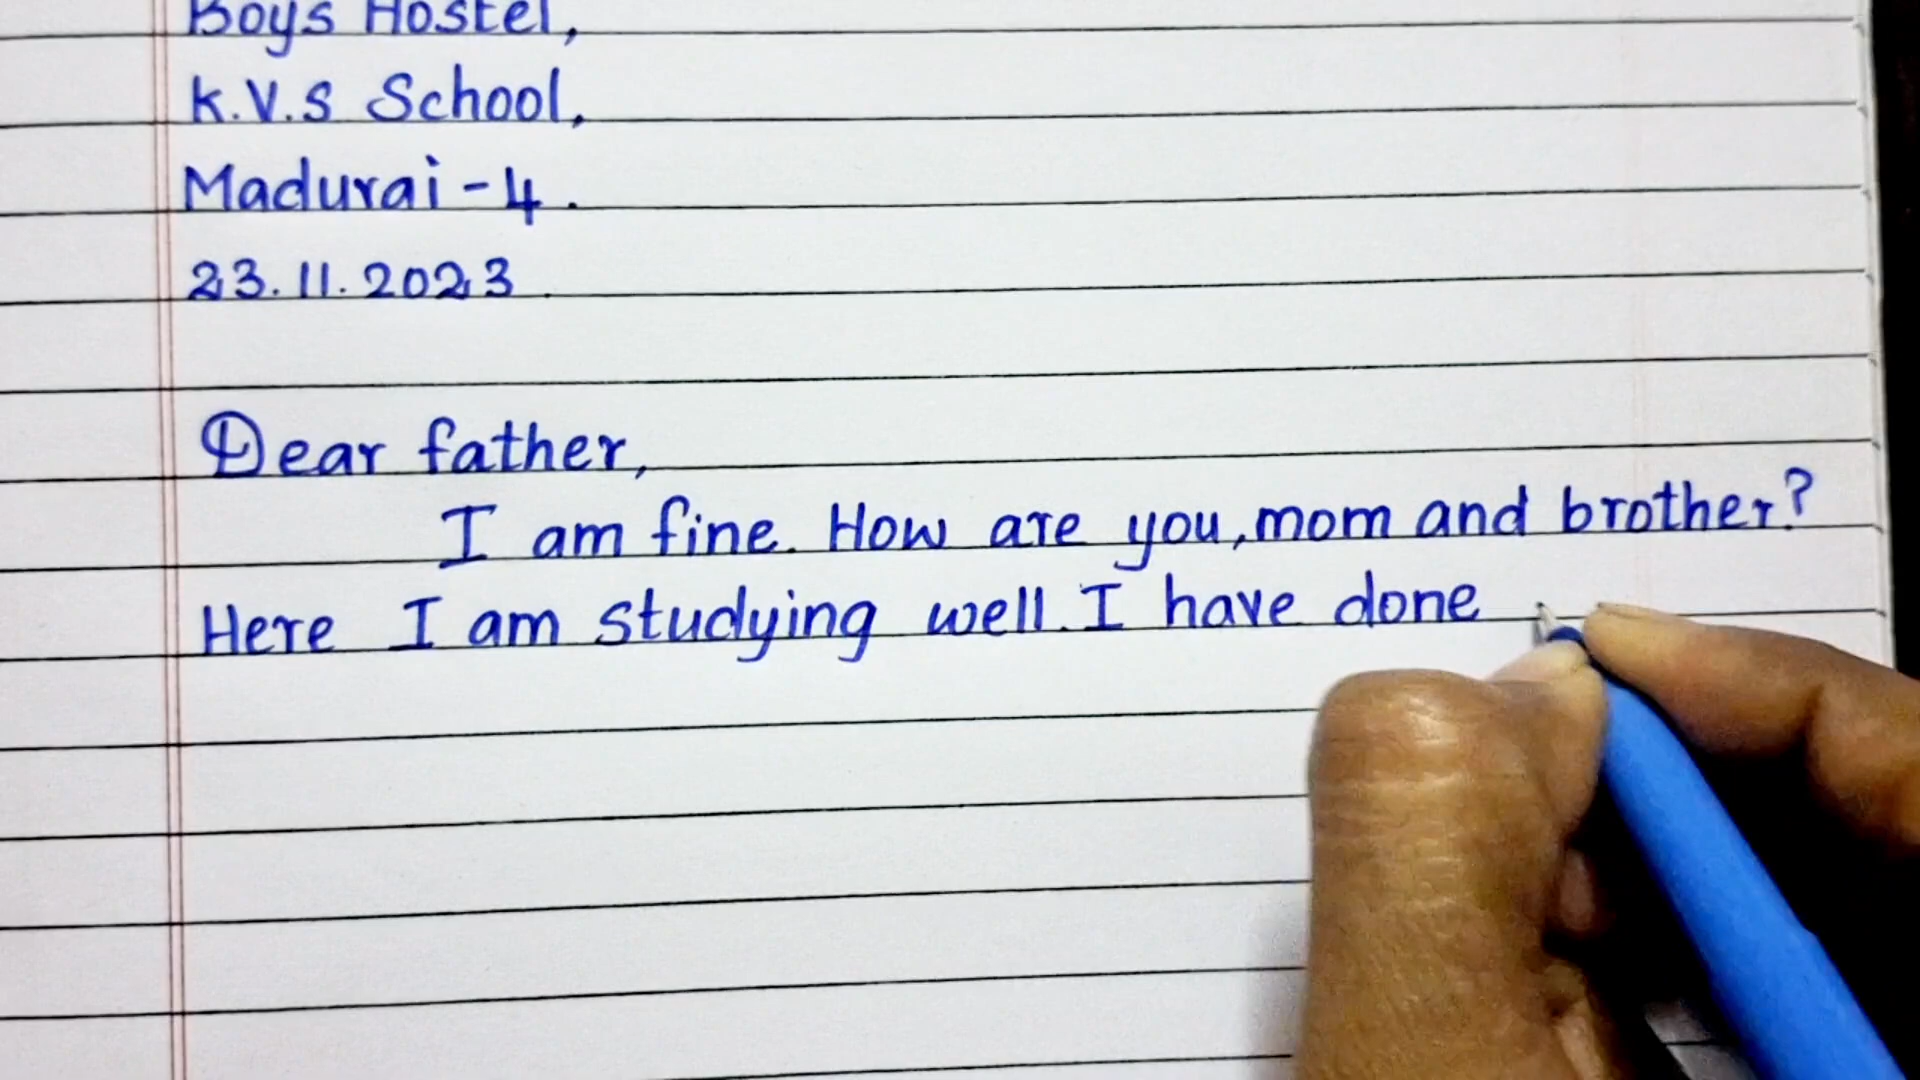 Boys Hostel,
K.V.S School,
Madurai - 4.
23.11.2023.
Dear father,
I am fine. How are you, mom and brother?
Here I am studying well. I have done